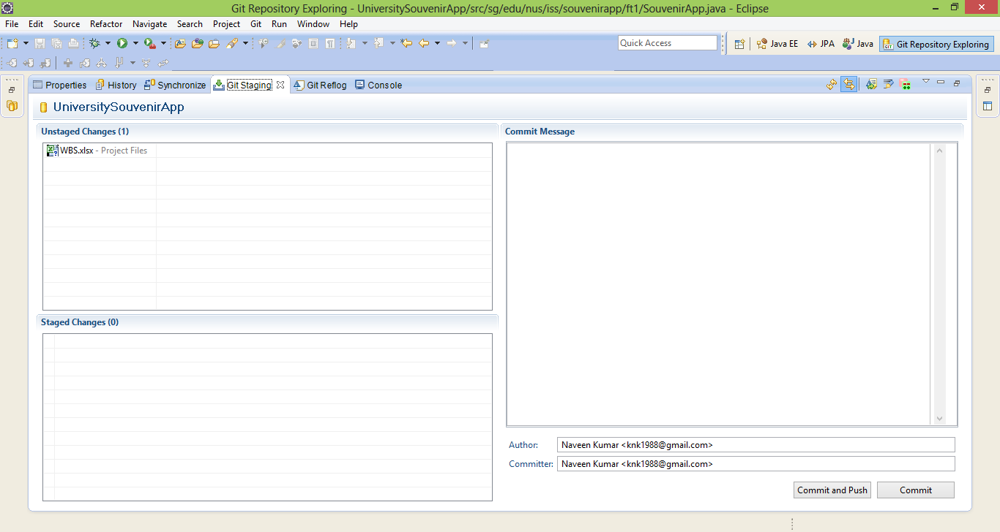 Git Repository Exploring - UniversitySouvenirApp/src/sg/edu/nus/iss/souvenirapp/ft1/SouvenirApp.java - Eclipse
File Edit Source Refactor Navigate Search Project Git Run Window Help
Quick Access Java EE JPA Java Git Repository Exploring
Properties History Synchronize Git Staging Git Reflog Console
UniversitySouvenirApp
Unstaged Changes (1)
WBS.xlsx - Project Files
Staged Changes (0)
Commit Message
Author: Naveen Kumar <knk1988@gmail.com>
Committer: Naveen Kumar <knk1988@gmail.com>
Commit and Push Commit